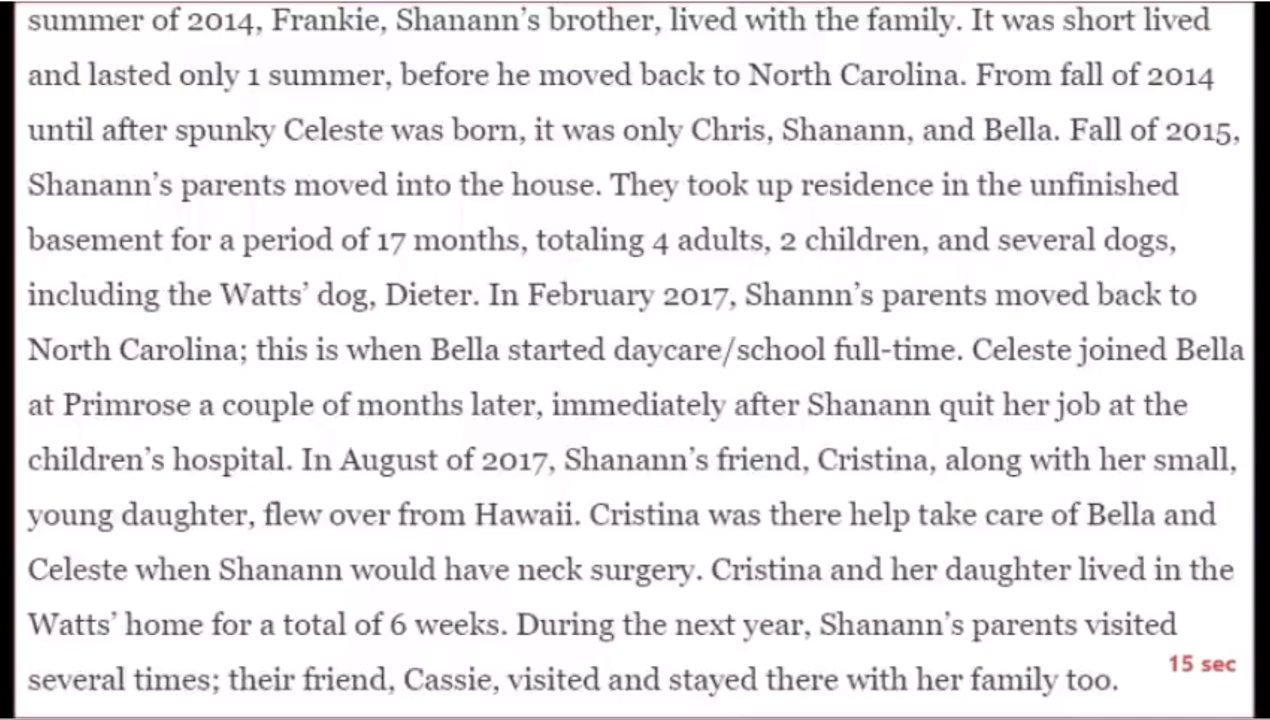 summer of 2014, Frankie, Shanann’s brother, lived with the family. It was short lived
and lasted only 1 summer, before he moved back to North Carolina. From fall of 2014
until after spunky Celeste was born, it was only Chris, Shanann, and Bella. Fall of 2015,
Shanann’s parents moved into the house. They took up residence in the unfinished
basement for a period of 17 months, totaling 4 adults, 2 children, and several dogs,
including the Watts’ dog, Dieter. In February 2017, Shannn’s parents moved back to
North Carolina; this is when Bella started daycare/school full-time. Celeste joined Bella
at Primrose a couple of months later, immediately after Shanann quit her job at the
children’s hospital. In August of 2017, Shanann’s friend, Cristina, along with her small,
young daughter, flew over from Hawaii. Cristina was there help take care of Bella and
Celeste when Shanann would have neck surgery. Cristina and her daughter lived in the
Watts’ home for a total of 6 weeks. During the next year, Shanann’s parents visited
several times; their friend, Cassie, visited and stayed there with her family too.
15 sec